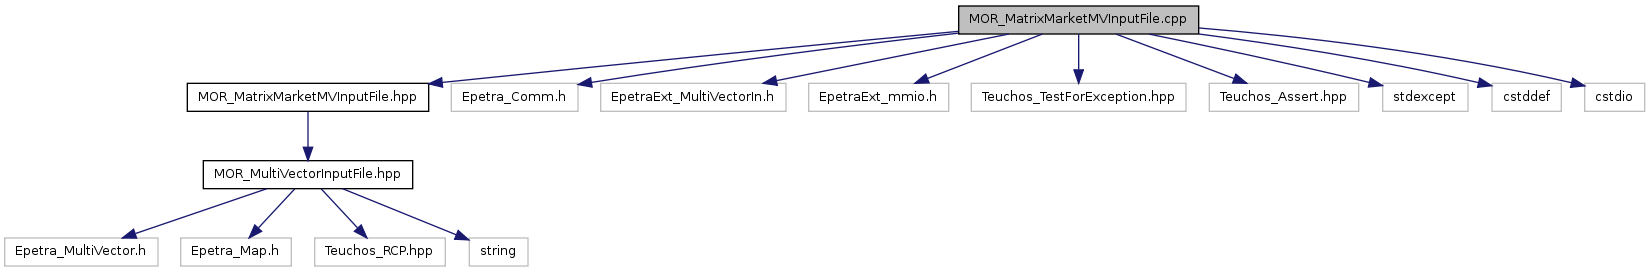 MOR_MatrixMarketMVInputFile.cpp
MOR_MatrixMarketMVInputFile.hpp
Epetra_Comm.h
EpetraExt_MultiVectorIn.h
EpetraExt_mmio.h
Teuchos_TestForException.hpp
Teuchos_Assert.hpp
stdexcept
cstddef
cstdio
MOR_MultiVectorInputFile.hpp
Epetra_MultiVector.h
Epetra_Map.h
Teuchos_RCP.hpp
string